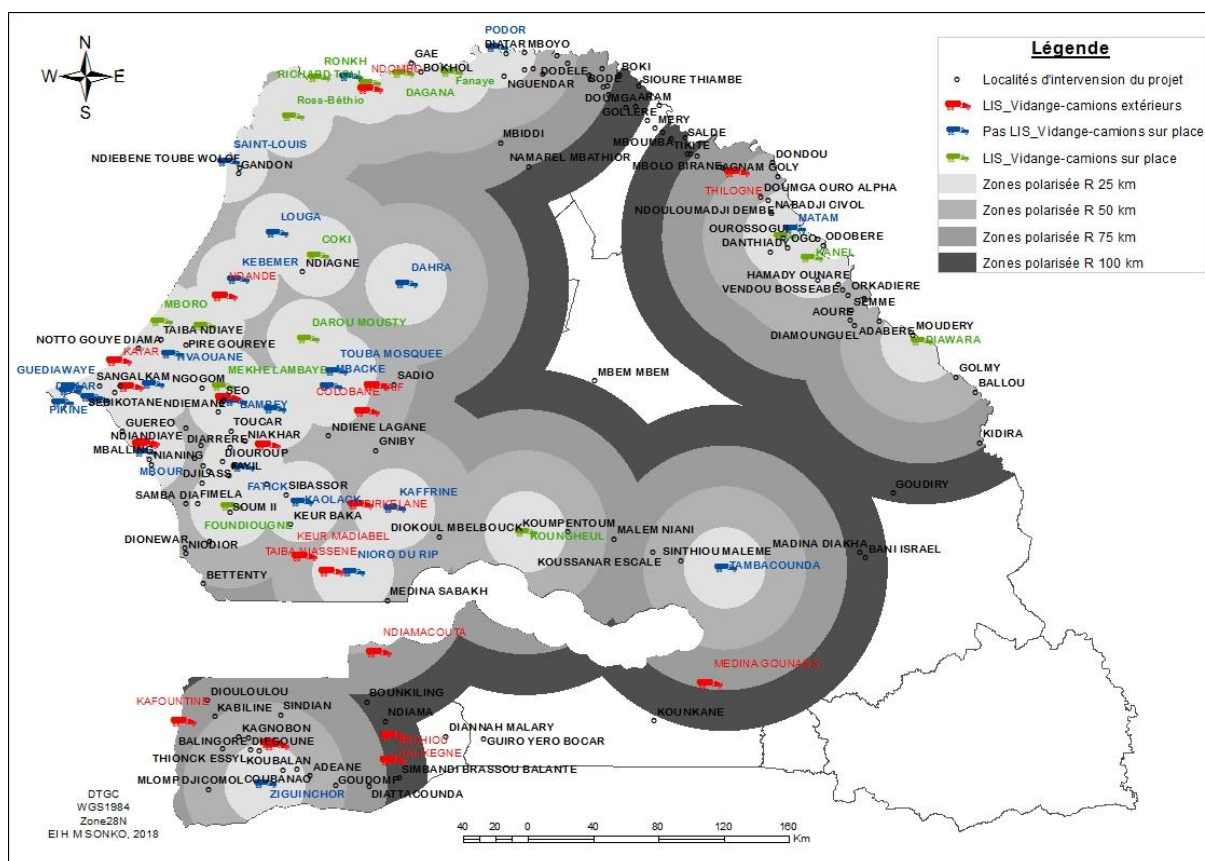 N
W E
S
Légende
Localités d'intervention du projet
LIS_Vidange-camions extérieurs
Pas LIS_Vidange-camions sur place
LIS_Vidange-camions sur place
Zones polarisée R 25 km
Zones polarisée R 50 km
Zones polarisée R 75 km
Zones polarisée R 100 km
PODOR
DIATAR MBOYO
GAE
RONKH
RICHARD TOLL
NDOMBO
BOKHOL
Fanaye
DODELE
BODE
BOKI
SIOURE THIAMBE
DAGANA
NGUENDAR
Ross-Béthio
DOUMGA ARAM
GOLLERE
MERY
SALDE
MBOUMBA
TIKITE
MBIDDI
NAMAREL MBATHIOR
MBOLO BIRANE
AGNAM GOLY
DONDOU
SAINT-LOUIS
NDIEBENE TOUBE WOLOF
GANDON
THILOGNE
DOUMGA OURO ALPHA
NDOULOUMADJI DEMBE
NABADJI CIVOL
MATAM
OUROSSOGUI
DANTHIADY
OGO
ODOBERE
KANEL
LOUGA
COKI
KEBEMER
NDIAGNE
NDANDE
DAHRA
HAMADY OUNARE
VENDOU BOSSEABE
ORKADIERE
SEMME
AOURE
DIAMOUNGUEL
ADABERE
MOUDERY
DIAWARA
MBORO
TAIBA NDIAYE
DAROU MOUSTY
NOTTO GOUYE DIAMA
PIRE GOUREYE
KAYAR
TIVAOUANE
TOUBA MOSQUEE
MBACKE
GUEDIAWAYE
DAKAR
PIKINE
SANGALKAM
NGOGOM
MEKHE LAMBAYE
COLOBANE
SADIO
MBEM MBEM
GOLMY
BALLOU
SEBIKOTANE
NDIEMANE
SEO
BAMBEY
GUEREO
TOUCAR
NDIENE LAGANE
NDIANDIAYE
DIARRERE
NIAKHAR
GNIBY
KIDIRA
MBALLING
NIANING
DIOUROUP
MBOUR
DJILASS
FAYIL
GOUDIRY
FATICK
SIBASSOR
SAMBA DIA
FIMELA
SOUM II
KAOLACK
BIRKELANE
KAFFRINE
FOUNDIOUGNE
KEUR BAKA
DIOKOUL MBELBOUCK
KOUMPENTOUM
KOUNGHEUL
MALEM NIANI
KEUR MADIABEL
DIONEWAR
NIODIOR
TAIBA NIASSENE
NIORO DU RIP
KOUSSANAR ESCALE
SINTHIOU MALEME
MADINA DIAKHA
BANI ISRAEL
TAMBACOUNDA
BETTENTY
MEDINA SABAKH
NDIAMACOUTA
MEDINA GOUNASS
KAFOUNTINE
DIOULOULOU
KABILINE
SINDIAN
BOUNKILING
NDIAMA
KOUNKANE
KAGNOBON
BALINGORE
DIEGOUNE
DIANNAH MALARY
GUIRO YERO BOCAR
THIONCK ESSYL
KOUBALAN
ADEANE
SIMBANDI BRASSOU BALANTE
MLOMP DJICOMOL
COUBANAO
GOUDOMP
DIATTACOUNDA
ZIGUINCHOR
DTGC
WGS1984
Zone28N
El H M SONKO, 2018
40 20 0 40 80 120 160
Km